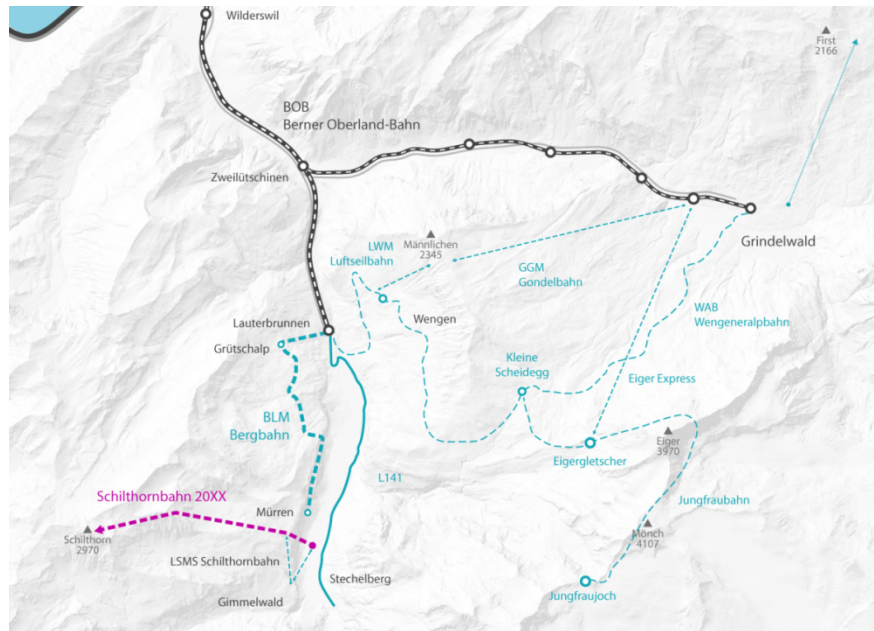 Wilderswil
First
2166
BOB
Berner Oberland-Bahn
Zweilütschinen
Grindelwald
LWM
Luftseilbahn
Männlichen
2345
GGM
Gondelbahn
WAB
Wengeneralpbahn
Lauterbrunnen
Wengen
Grütschalp
Kleine
Scheidegg
Eiger Express
BLM
Bergbahn
Eiger
3970
Eigergletscher
L141
Jungfraubahn
Schilthornbahn 20XX
Mürren
Mönch
4107
Schilthorn
2970
LSMS Schilthornbahn
Stechelberg
Gimmelwald
Jungfraujoch